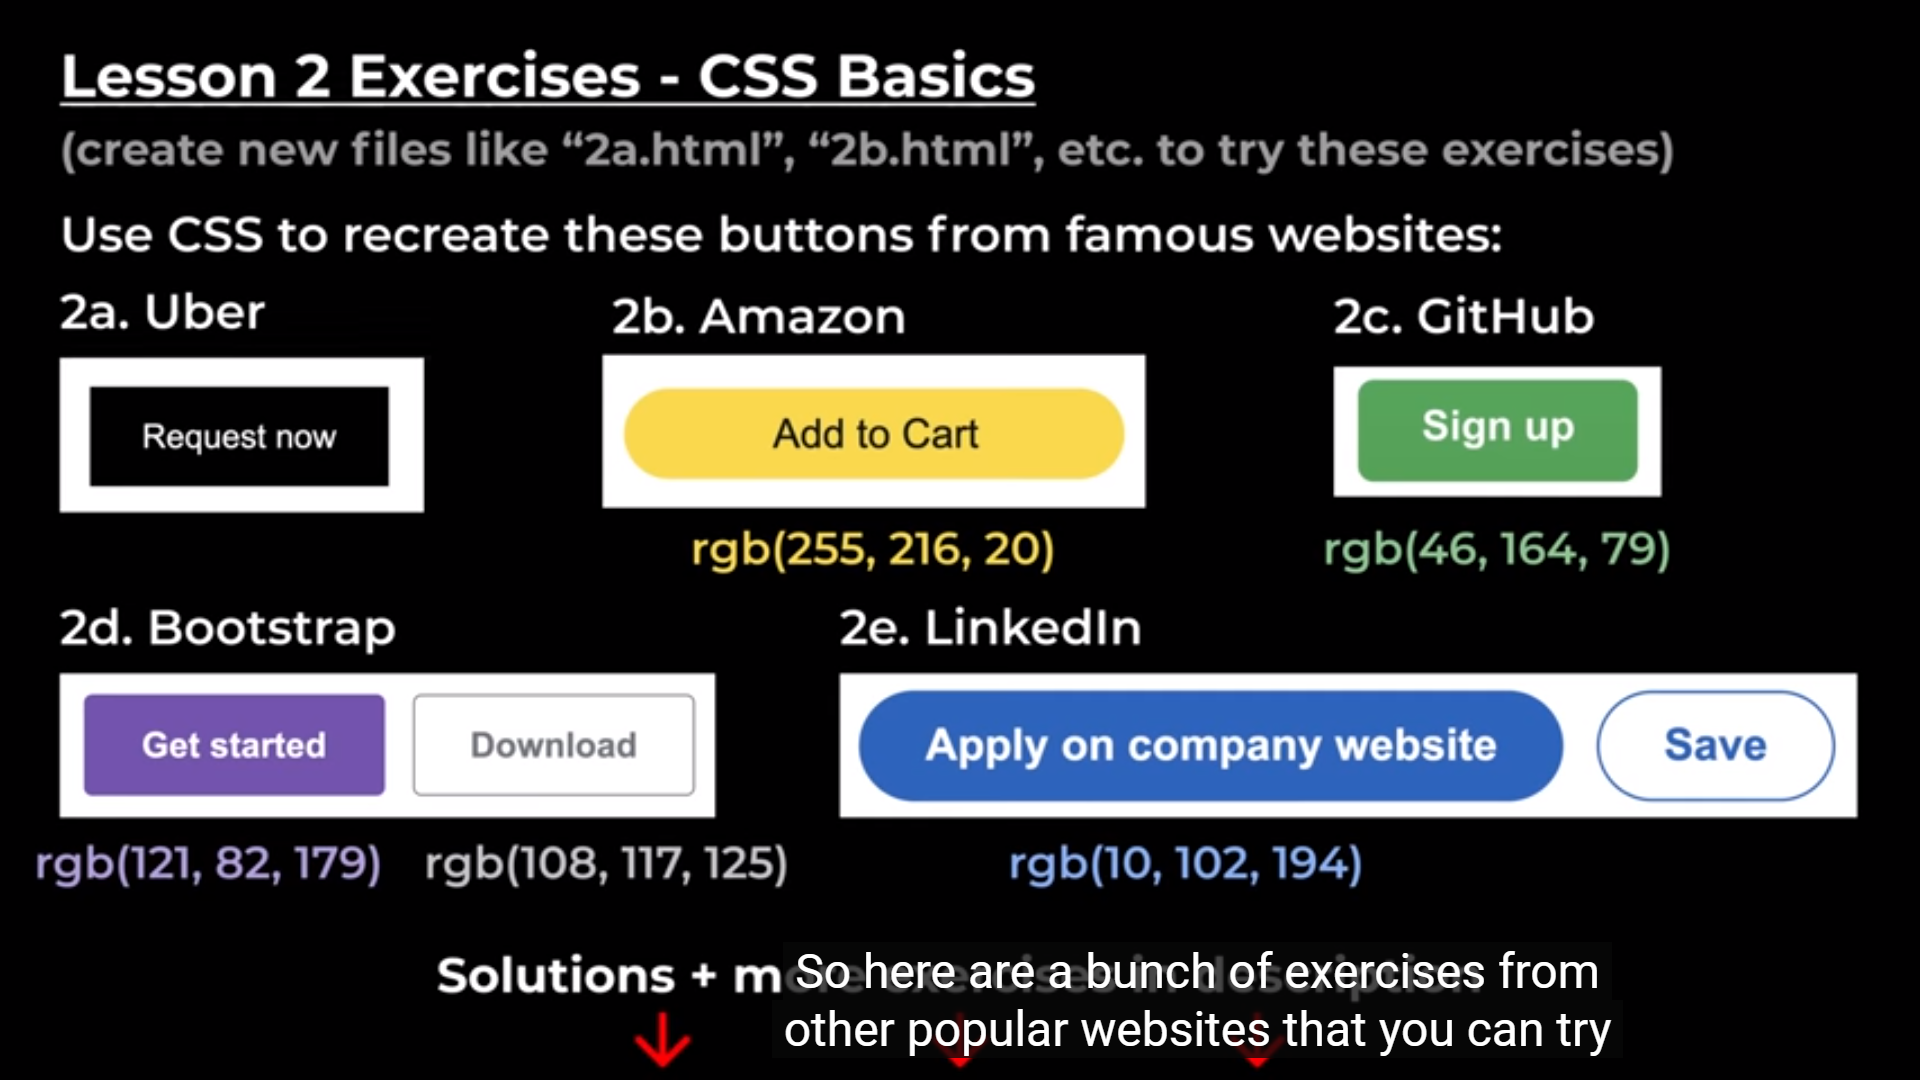 Lesson 2 Exercises - CSS Basics
(create new files like “2a.html”, “2b.html”, etc. to try these exercises)
Use CSS to recreate these buttons from famous websites:
2a. Uber
2b. Amazon
2c. GitHub
Request now
Add to Cart
Sign up
rgb(255, 216, 20)
rgb(46, 164, 79)
2d. Bootstrap
2e. LinkedIn
Get started
Download
Apply on company website
Save
rgb(121, 82, 179)
rgb(108, 117, 125)
rgb(10, 102, 194)
Solutions + more exercises in description
So here are a bunch of exercises from
other popular websites that you can try